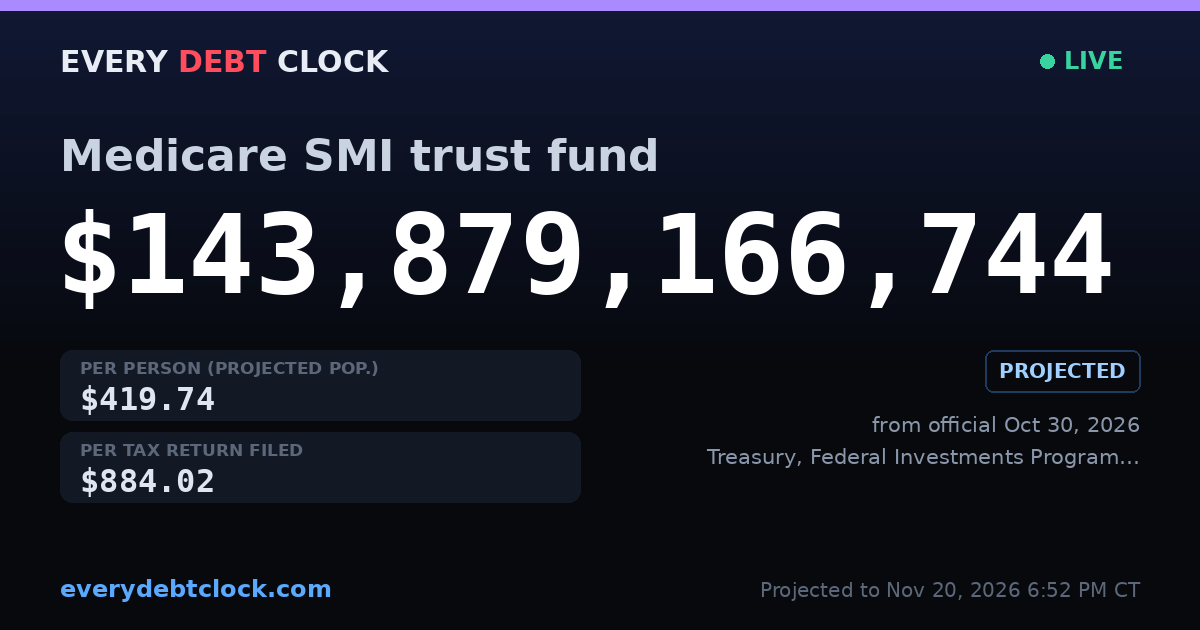 EVERY DEBT CLOCK
LIVE
Medicare SMI trust fund
$143,879,166,744
PER PERSON (PROJECTED POP.)
$419.74
PER TAX RETURN FILED
$884.02
PROJECTED
from official Oct 30, 2026
Treasury, Federal Investments Program…
everydebtclock.com
Projected to Nov 20, 2026 6:52 PM CT